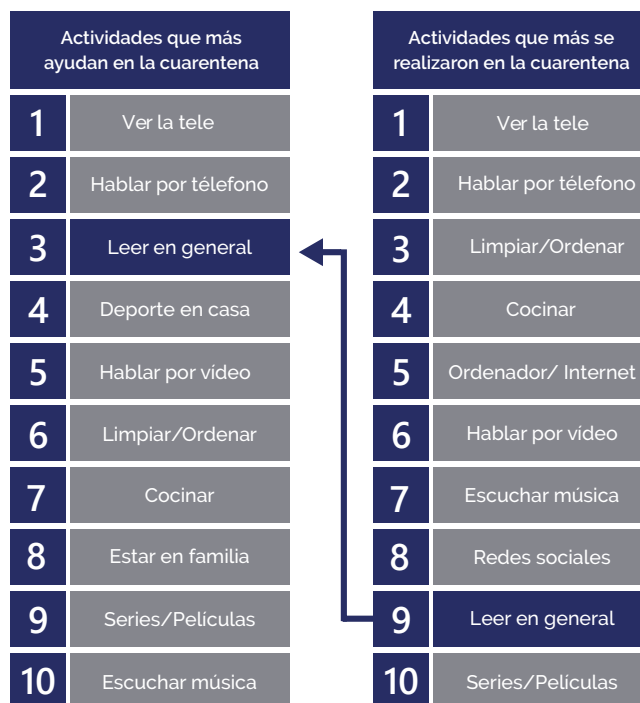 Actividades que más
ayudan en la cuarentena
1 Ver la tele
2 Hablar por télefono
3 Leer en general
4 Deporte en casa
5 Hablar por vídeo
6 Limpiar/Ordenar
7 Cocinar
8 Estar en familia
9 Series/Películas
10 Escuchar música
Actividades que más se
realizaron en la cuarentena
1 Ver la tele
2 Hablar por télefono
3 Limpiar/Ordenar
4 Cocinar
5 Ordenador/ Internet
6 Hablar por vídeo
7 Escuchar música
8 Redes sociales
9 Leer en general
10 Series/Películas